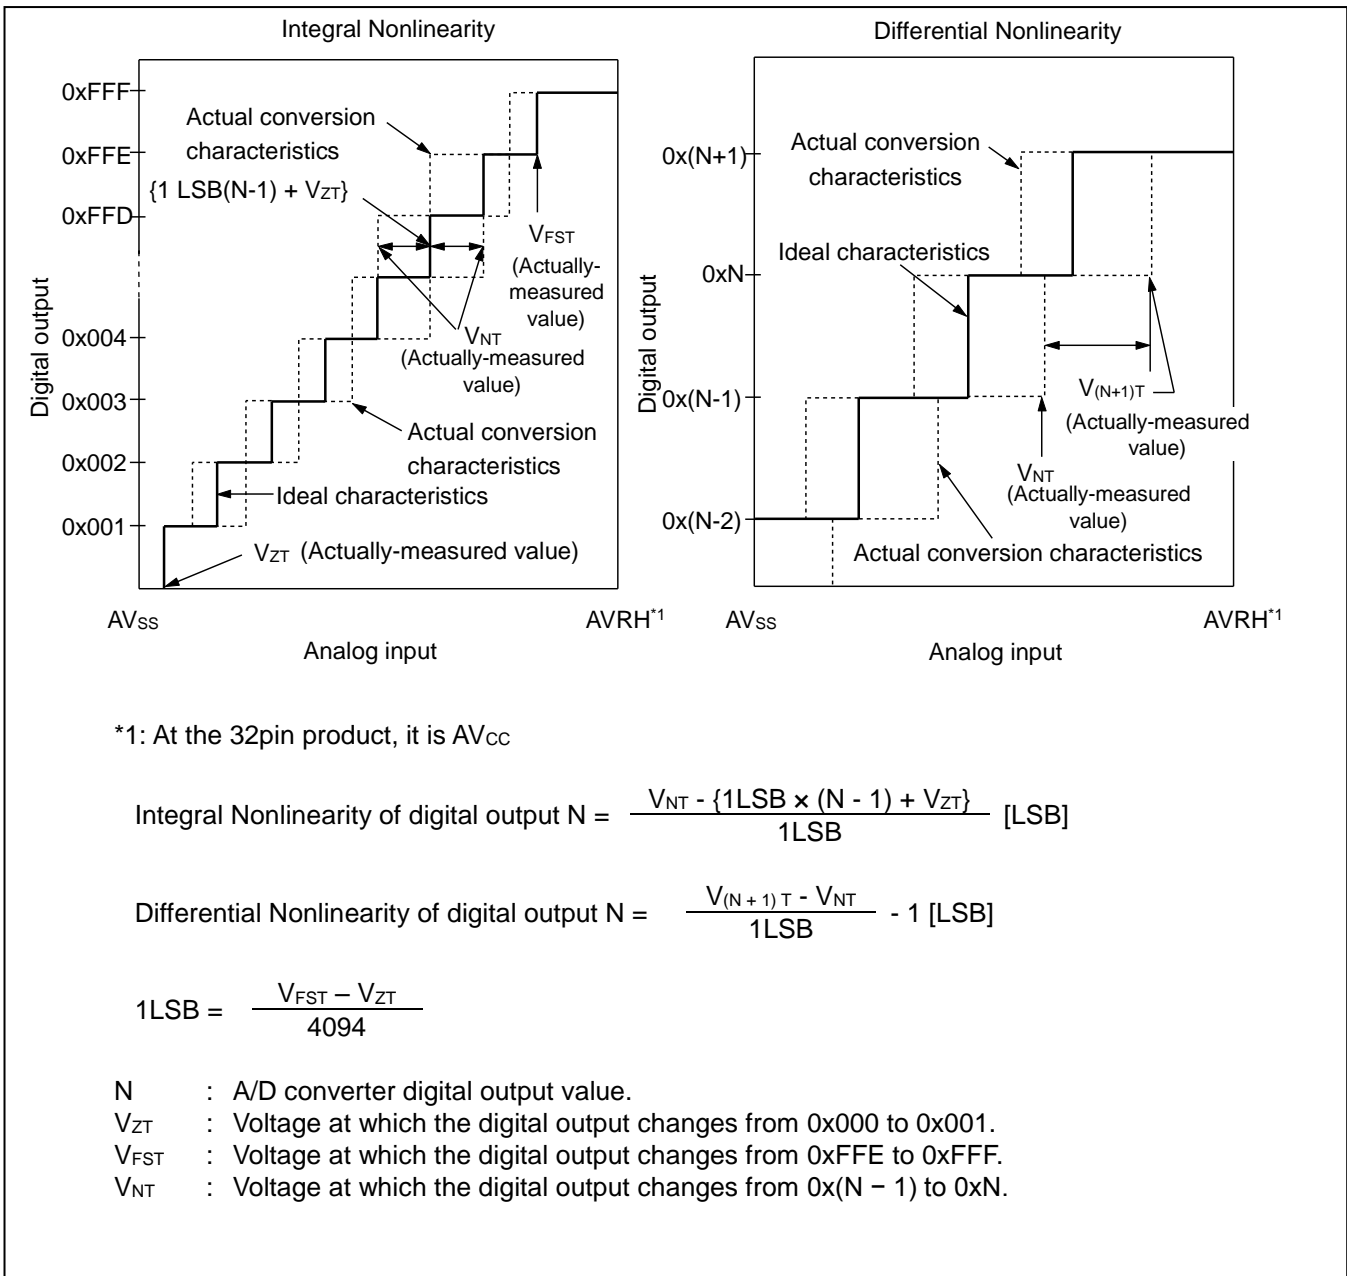 Integral Nonlinearity
0xFFF
0xFFE
0xFFD
0x004
0x003
0x002
0x001
Digital output
Actual conversion
characteristics
{1 LSB(N-1) + VZT}
VFST
(Actually-
measured
value)
VNT
(Actually-measured
value)
Actual conversion
characteristics
Ideal characteristics
VZT (Actually-measured value)
AVSS
AVRH*1
Analog input
Differential Nonlinearity
0x(N+1)
0xN
0x(N-1)
0x(N-2)
Digital output
Actual conversion
characteristics
Ideal characteristics
V(N+1)T
(Actually-measured
value)
VNT
(Actually-measured
value)
Actual conversion characteristics
AVSS
AVRH*1
Analog input
*1: At the 32pin product, it is AVCC
Integral Nonlinearity of digital output N = VNT - {1LSB × (N - 1) + VZT} / 1LSB [LSB]
Differential Nonlinearity of digital output N = V(N + 1) T - VNT / 1LSB - 1 [LSB]
1LSB = VFST – VZT / 4094
N : A/D converter digital output value.
VZT : Voltage at which the digital output changes from 0x000 to 0x001.
VFST : Voltage at which the digital output changes from 0xFFE to 0xFFF.
VNT : Voltage at which the digital output changes from 0x(N − 1) to 0xN.